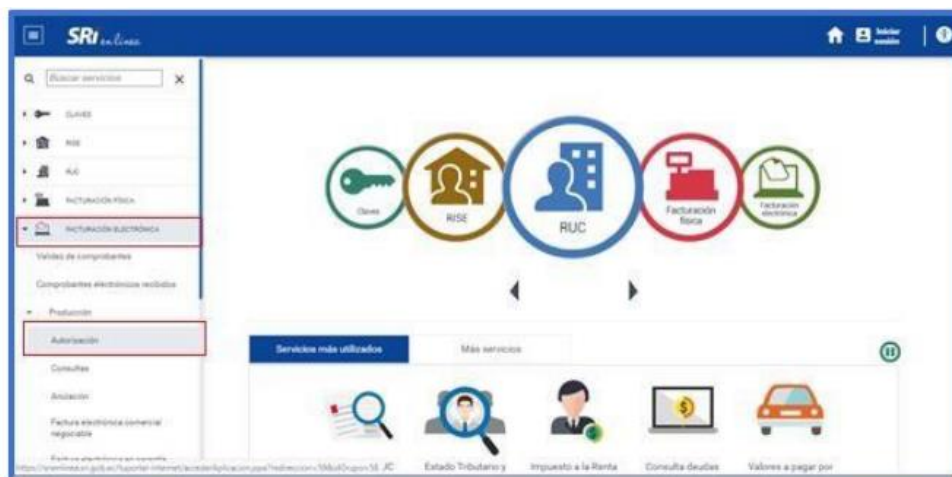 SRi en línea
Iniciar sesión
Buscar servicios
CLAVES
RISE
RUC
FACTURACIÓN FÍSICA
FACTURACIÓN ELECTRÓNICA
Validez de comprobantes
Comprobantes electrónicos recibidos
Producción
Autorización
Consultas
Anulación
Factura electrónica comercial
negociable
Claves
RISE
RUC
Facturación
física
Facturación
electrónica
Servicios más utilizados
Más servicios
Estado Tributario y
Impuesto a la Renta
Consulta deudas
Valores a pagar por